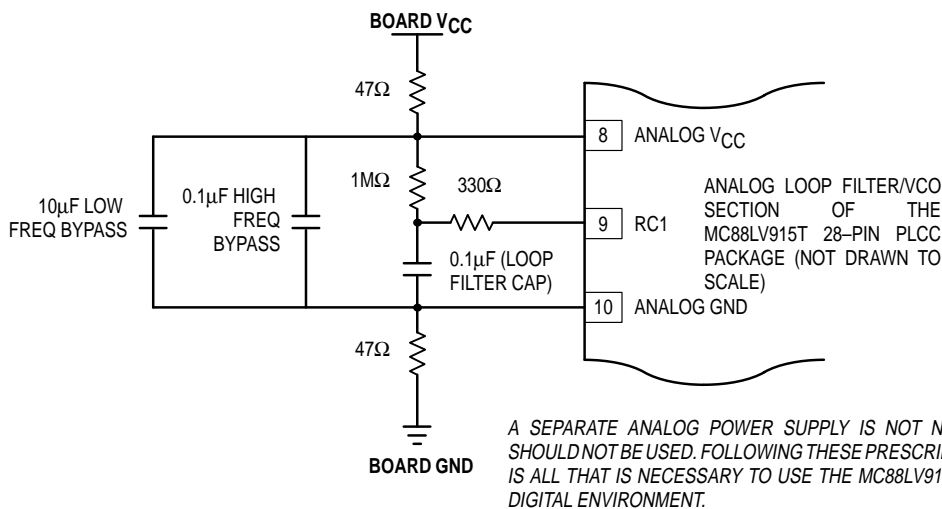 BOARD VCC
47Ω
8 ANALOG VCC
1MΩ
330Ω
10µF LOW
FREQ BYPASS
0.1µF HIGH
FREQ
BYPASS
9 RC1
ANALOG LOOP FILTER/VCO
SECTION OF THE
MC88LV915T 28–PIN PLCC
PACKAGE (NOT DRAWN TO
SCALE)
0.1µF (LOOP
FILTER CAP)
10 ANALOG GND
47Ω
BOARD GND
A SEPARATE ANALOG POWER SUPPLY IS NOT
SHOULD NOT BE USED. FOLLOWING THESE
IS ALL THAT IS NECESSARY TO USE THE
DIGITAL ENVIRONMENT.